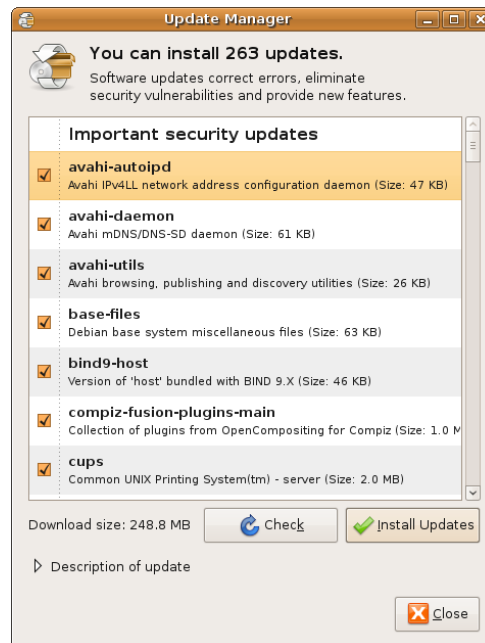 Update Manager
You can install 263 updates.
Software updates correct errors, eliminate
security vulnerabilities and provide new features.
Important security updates
avahi-autoipd
Avahi IPv4LL network address configuration daemon (Size: 47 KB)
avahi-daemon
Avahi mDNS/DNS-SD daemon (Size: 61 KB)
avahi-utils
Avahi browsing, publishing and discovery utilities (Size: 26 KB)
base-files
Debian base system miscellaneous files (Size: 63 KB)
bind9-host
Version of 'host' bundled with BIND 9.X (Size: 46 KB)
compiz-fusion-plugins-main
Collection of plugins from OpenCompositing for Compiz (Size: 1.0 M
cups
Common UNIX Printing System(tm) - server (Size: 2.0 MB)
Download size: 248.8 MB
Check
Install Updates
Description of update
Close